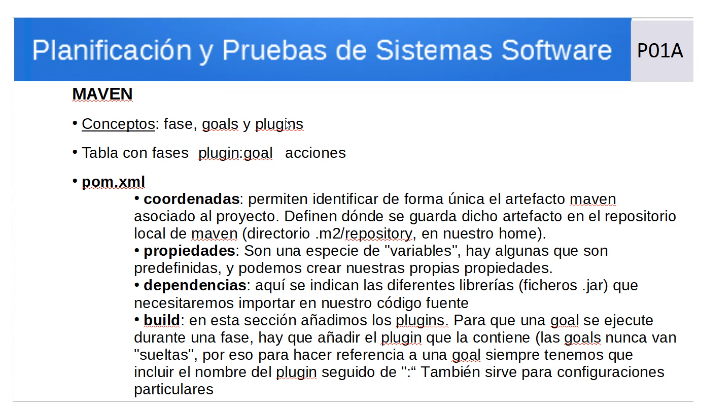 Planificación y Pruebas de Sistemas Software
P01A
MAVEN
• Conceptos: fase, goals y plugins
• Tabla con fases plugin:goal acciones
• pom.xml
• coordenadas: permiten identificar de forma única el artefacto maven
asociado al proyecto. Definen dónde se guarda dicho artefacto en el repositorio
local de maven (directorio .m2/repository, en nuestro home).
• propiedades: Son una especie de "variables", hay algunas que son
predefinidas, y podemos crear nuestras propias propiedades.
• dependencias: aquí se indican las diferentes librerías (ficheros .jar) que
necesitaremos importar en nuestro código fuente
• build: en esta sección añadimos los plugins. Para que una goal se ejecute
durante una fase, hay que añadir el plugin que la contiene (las goals nunca van
"sueltas", por eso para hacer referencia a una goal siempre tenemos que
incluir el nombre del plugin seguido de ":“ También sirve para configuraciones
particulares